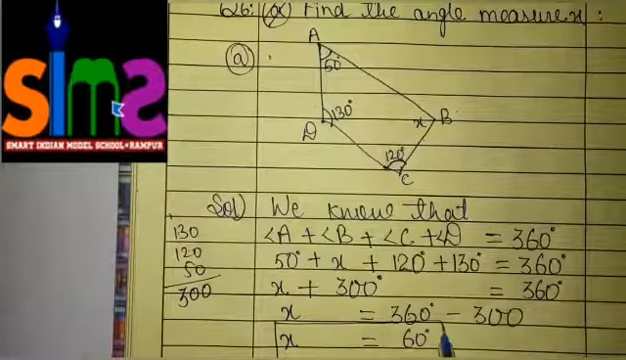 Q6: (a) Find the angle measure x:
(a)
A
50°
130°
D
x B
120°
C
SIMS
SMART INDIAN MODEL SCHOOL-RAMPUR
Sol We know that
130
120
50
300
∠A + ∠B + ∠C + ∠D = 360°
50° + x + 120° + 130° = 360°
x + 300° = 360°
x = 360° - 300
x = 60°